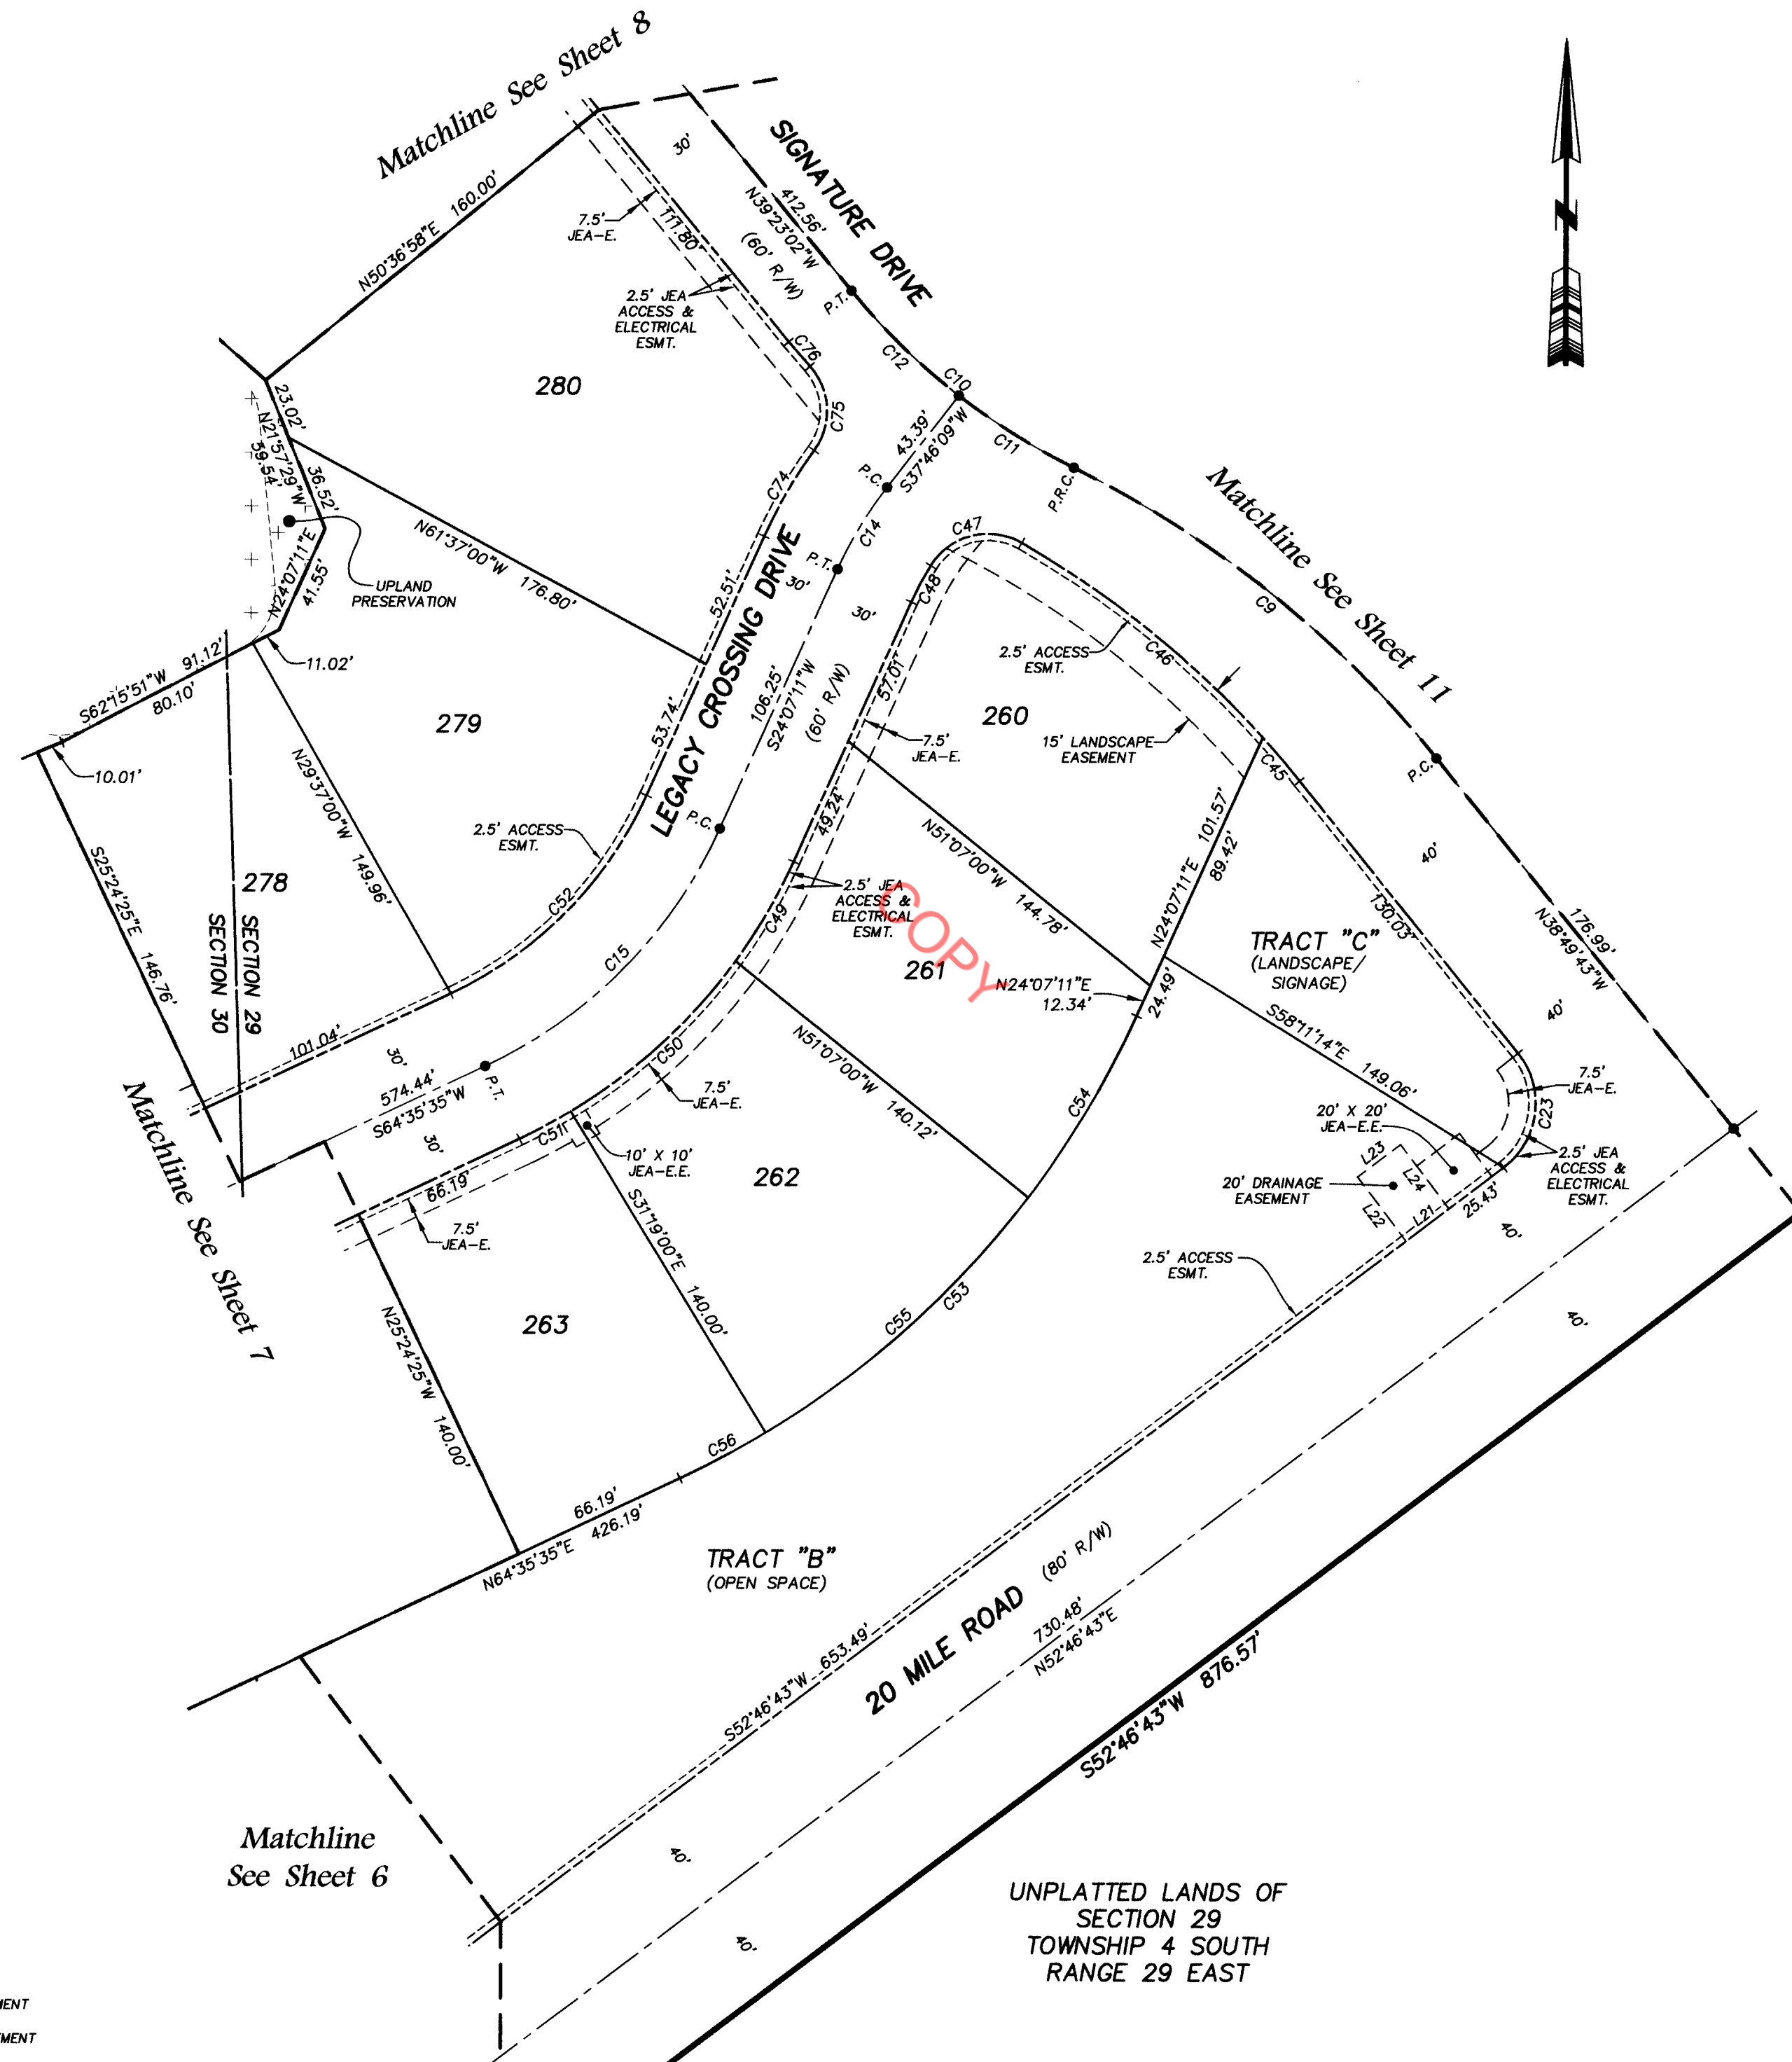 Matchline See Sheet 8
SIGNATURE DRIVE
30'
412.56'
N39°23'02"W
(60' R/W)
P.T.
N50°36'58"E 160.00'
7.5'
JEA-E.
111.80'
2.5' JEA
ACCESS &
ELECTRICAL
ESMT.
C76
C12
C10
280
C75
C11
43.39'
S37°46'09"W
P.C.
P.R.C.
Matchline See Sheet 11
23.02'
N21°57'29"W
59.54'
36.52'
N24°07'11"E
41.55'
UPLAND
PRESERVATION
N61°37'00"W 176.80'
C74
C14
P.T.
30'
30'
C47
C48
C9
52.51'
LEGACY CROSSING DRIVE
2.5' ACCESS
ESMT.
C46
11.02'
S62°15'51"W 91.12'
80.10'
10.01'
279
53.74'
106.25'
S24°07'11"W
(60' R/W)
57.01'
260
7.5'
JEA-E.
15' LANDSCAPE
EASEMENT
C45
P.C.
P.C.
N29°37'00"W 149.96'
2.5' ACCESS
ESMT.
49.24'
N51°07'00"W 144.78'
N24°07'11"E 101.57'
89.42'
40'
278
S25°24'25"E 146.76'
SECTION 29
SECTION 30
C52
C49
2.5' JEA
ACCESS &
ELECTRICAL
ESMT.
COPY
261
130.03'
176.99'
N38°49'43"W
TRACT "C"
(LANDSCAPE/
SIGNAGE)
C15
N24°07'11"E
12.34'
24.49'
S58°11'14"E 149.06'
40'
101.04'
30'
574.44'
S64°35'35"W
P.T.
30'
C50
7.5'
JEA-E.
N51°07'00"W 140.12'
C54
7.5'
JEA-E.
C23
20' X 20'
JEA-E.E.
2.5' JEA
ACCESS &
ELECTRICAL
ESMT.
Matchline See Sheet 7
C51
10' X 10'
JEA-E.E.
262
L23
L24
L22
L21
20' DRAINAGE
EASEMENT
25.43'
40'
66.19'
7.5'
JEA-E.
S31°19'00"E 140.00'
2.5' ACCESS
ESMT.
263
N25°24'25"W 140.00'
C55
C53
40'
C56
66.19'
N64°35'35"E 426.19'
TRACT "B"
(OPEN SPACE)
20 MILE ROAD (80' R/W)
730.48'
N52°46'43"E
S52°46'43"W 653.49'
S52°46'43"W 876.57'
Matchline
See Sheet 6
40'
40'
UNPLATTED LANDS OF
SECTION 29
TOWNSHIP 4 SOUTH
RANGE 29 EAST